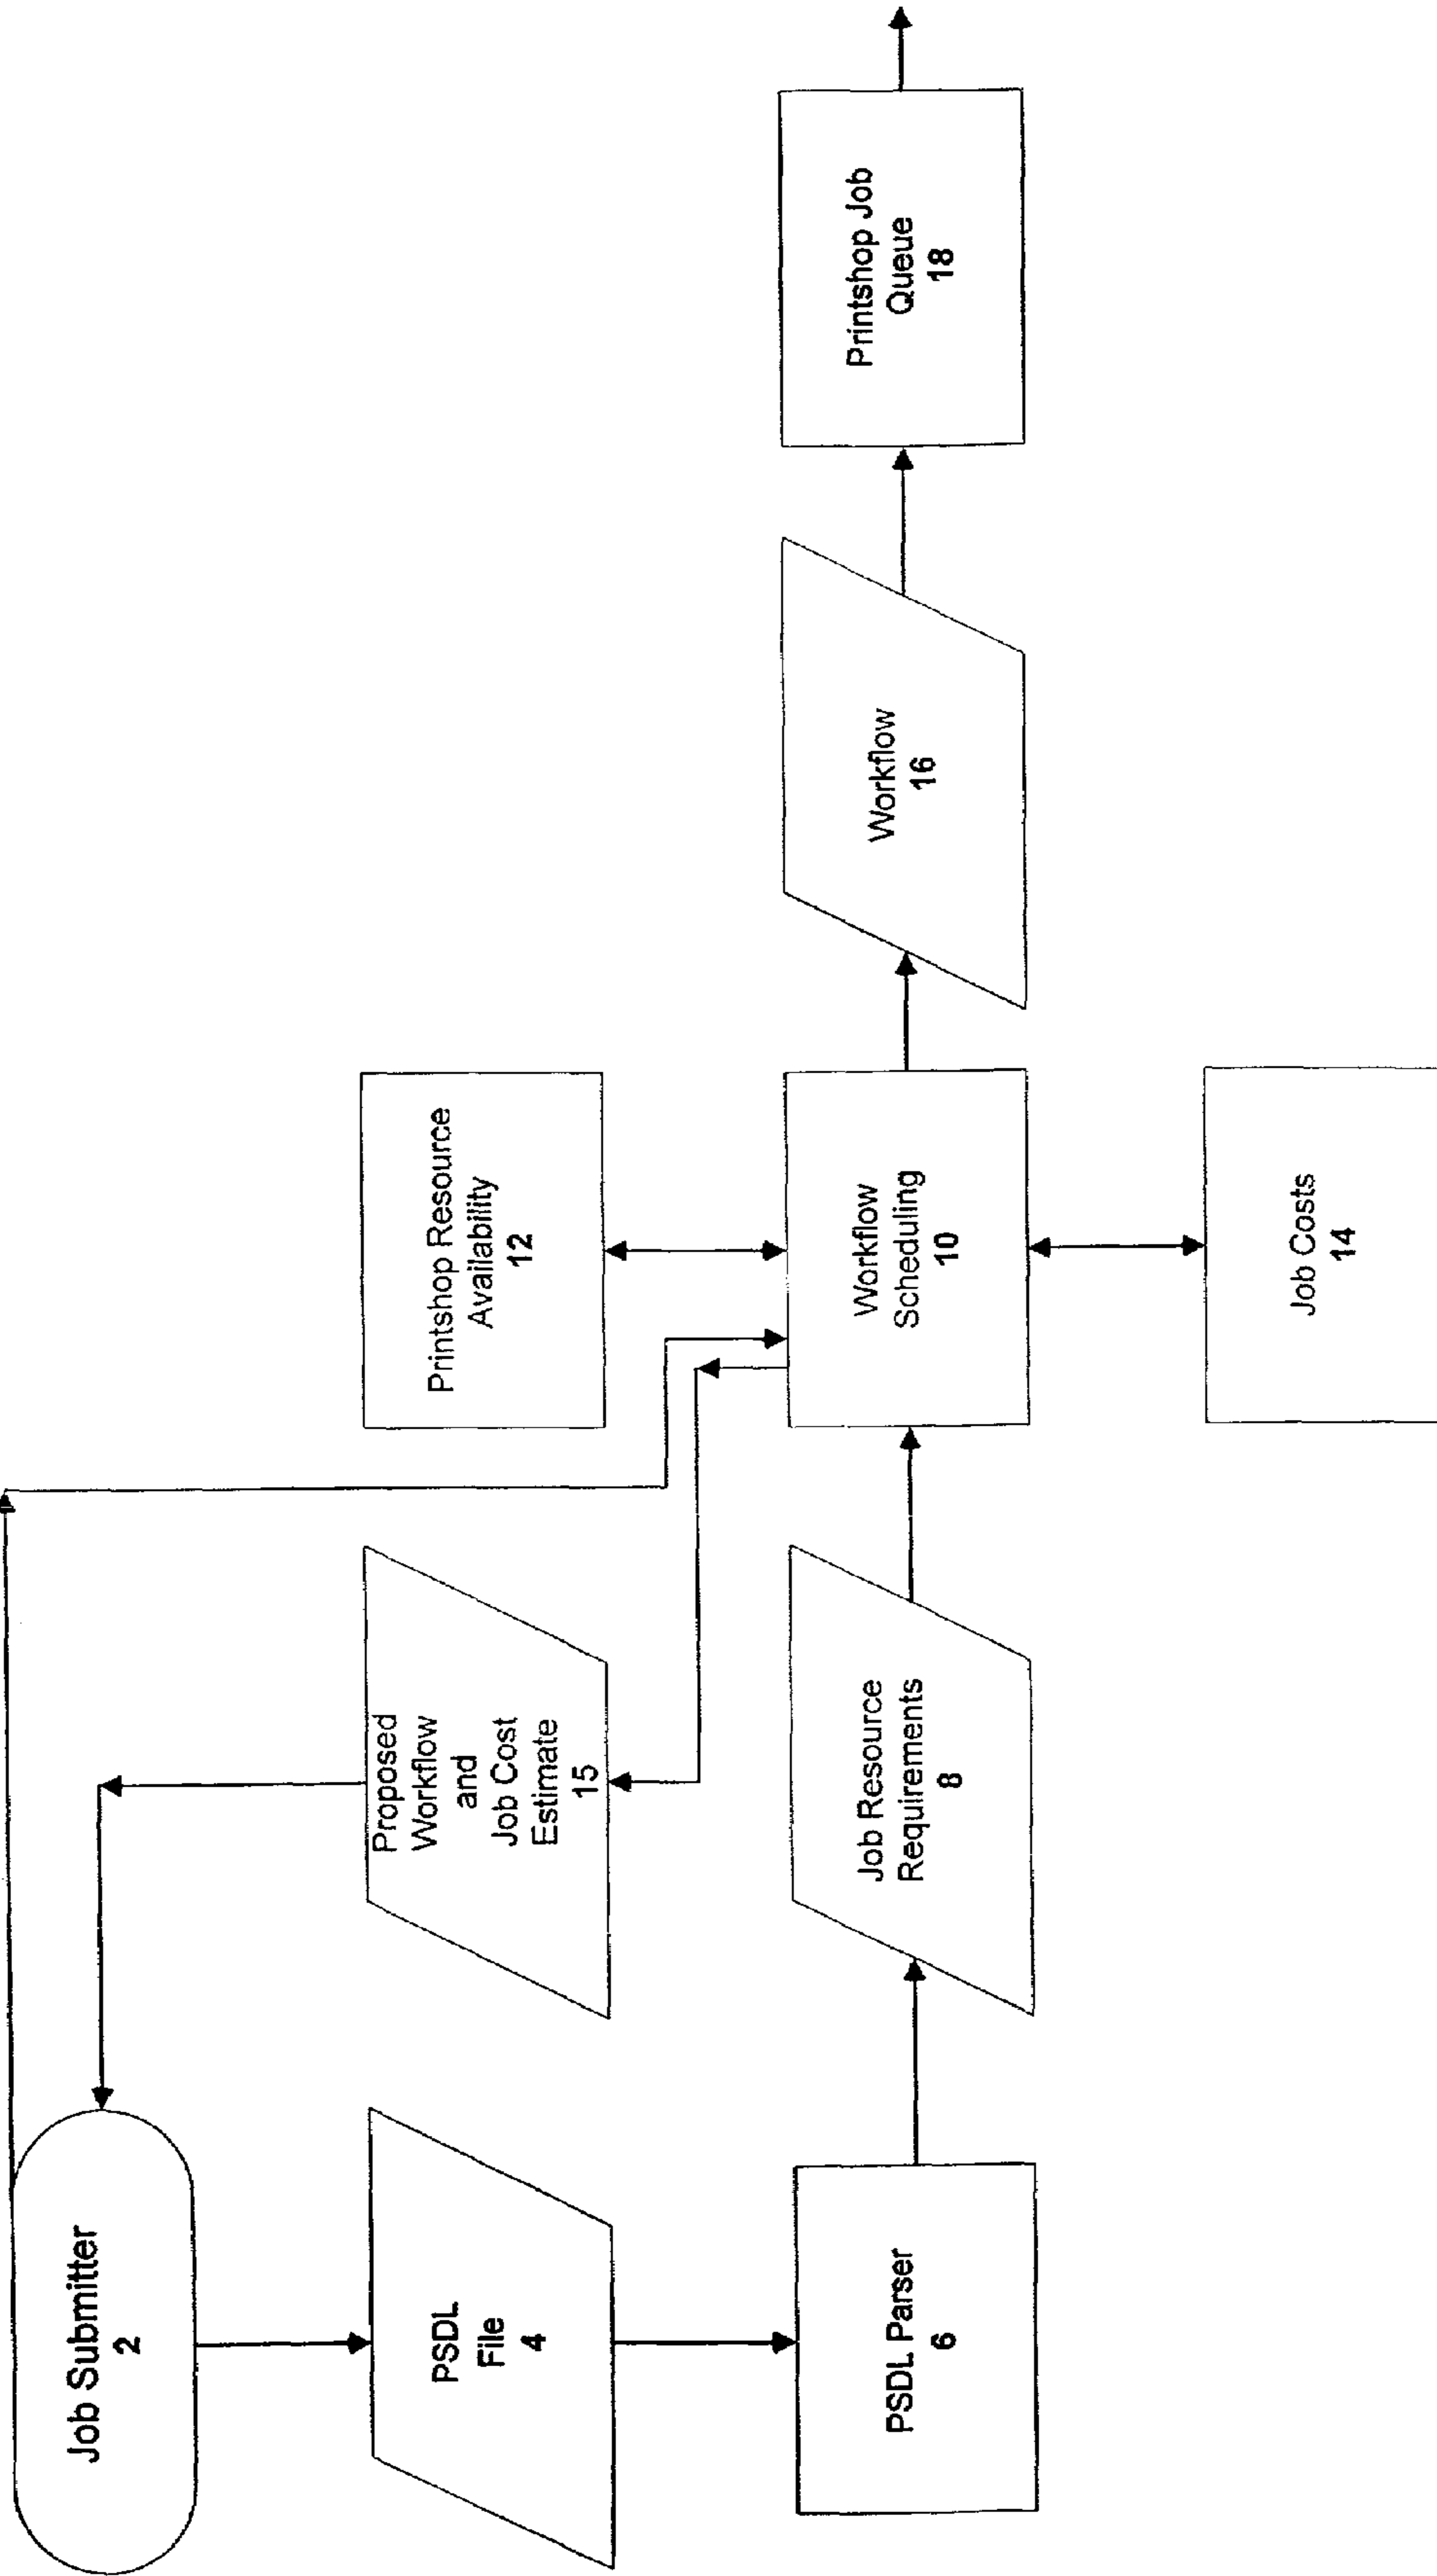 Job Submitter
2
PSDL
File
4
PSDL Parser
6
Proposed
Workflow
and
Job Cost
Estimate
15
Job Resource
Requirements
8
Printshop Resource
Availability
12
Workflow
Scheduling
10
Job Costs
14
Workflow
16
Printshop Job
Queue
18